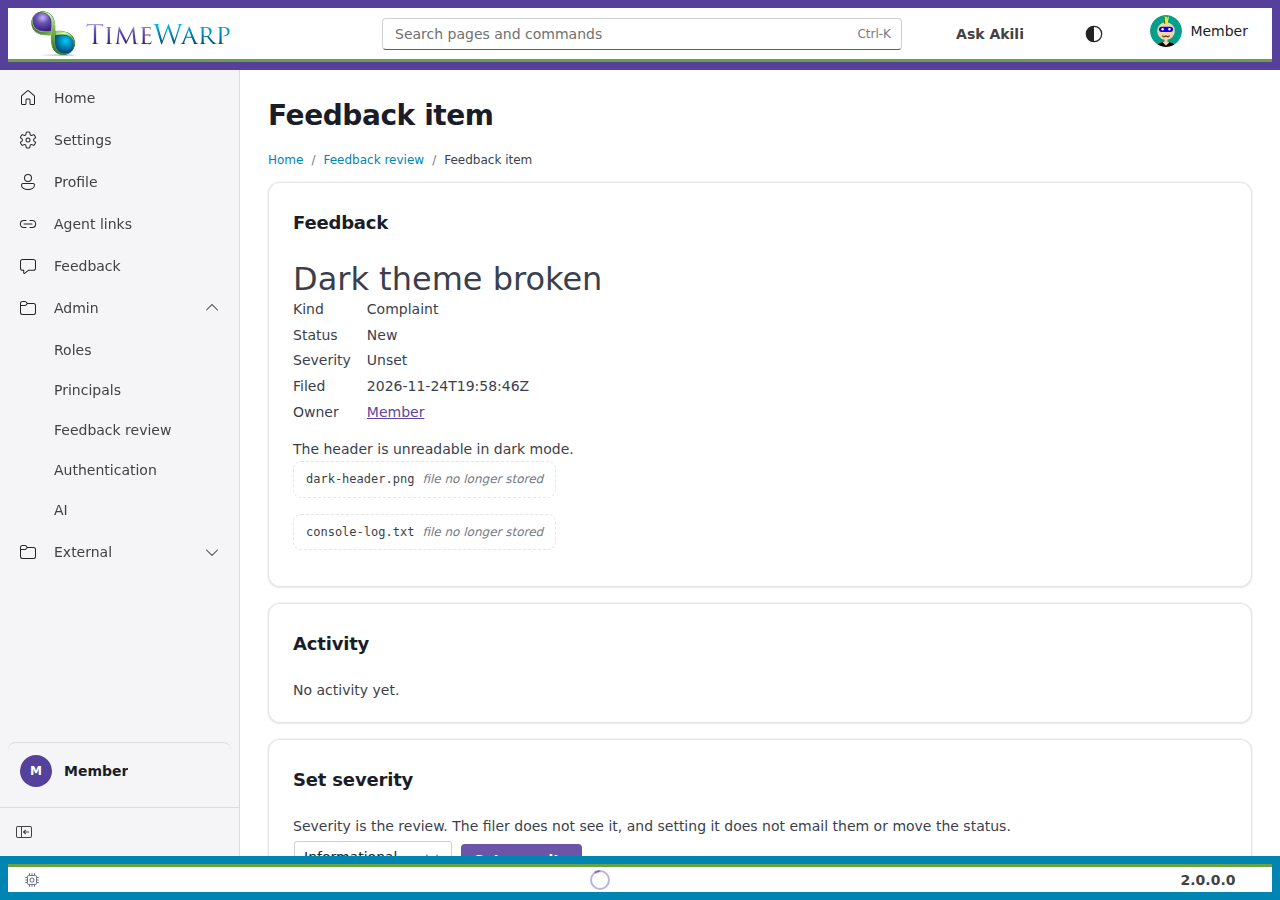 TimeWarp
Search pages and commands Ctrl-K
Ask Akili
Member
Home
Settings
Profile
Agent links
Feedback
Admin
Roles
Principals
Feedback review
Authentication
AI
External
M Member
Feedback item
Home / Feedback review / Feedback item
Feedback
Dark theme broken
Kind Complaint
Status New
Severity Unset
Filed 2026-11-24T19:58:46Z
Owner Member
The header is unreadable in dark mode.
dark-header.png file no longer stored
console-log.txt file no longer stored
Activity
No activity yet.
Set severity
Severity is the review. The filer does not see it, and setting it does not email them or move the status.
Informational
2.0.0.0